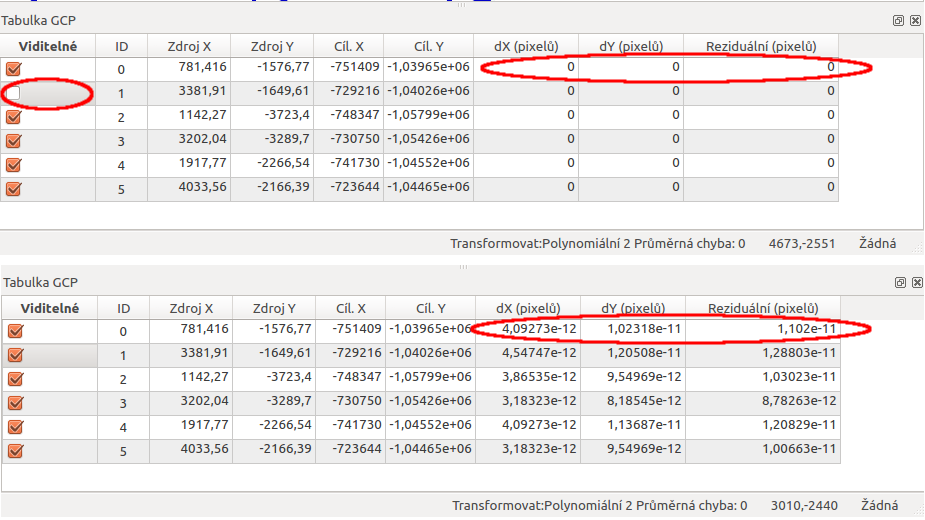 Tabulka GCP
Viditelné ID Zdroj X Zdroj Y Cíl. X Cíl. Y dX (pixelů) dY (pixelů) Reziduální (pixelů)
0 781,416 -1576,77 -751409 -1,03965e+06 0 0 0
1 3381,91 -1649,61 -729216 -1,04026e+06 0 0 0
2 1142,27 -3723,4 -748347 -1,05799e+06 0 0 0
3 3202,04 -3289,7 -730750 -1,05426e+06 0 0 0
4 1917,77 -2266,54 -741730 -1,04552e+06 0 0 0
5 4033,56 -2166,39 -723644 -1,04465e+06 0 0 0
Transformovat:Polynomiální 2 Průměrná chyba: 0 4673,-2551 Žádná
Tabulka GCP
Viditelné ID Zdroj X Zdroj Y Cíl. X Cíl. Y dX (pixelů) dY (pixelů) Reziduální (pixelů)
0 781,416 -1576,77 -751409 -1,03965e+06 4,09273e-12 1,02318e-11 1,102e-11
1 3381,91 -1649,61 -729216 -1,04026e+06 4,54747e-12 1,20508e-11 1,28803e-11
2 1142,27 -3723,4 -748347 -1,05799e+06 3,86535e-12 9,54969e-12 1,03023e-11
3 3202,04 -3289,7 -730750 -1,05426e+06 3,18323e-12 8,18545e-12 8,78263e-12
4 1917,77 -2266,54 -741730 -1,04552e+06 4,09273e-12 1,13687e-11 1,20829e-11
5 4033,56 -2166,39 -723644 -1,04465e+06 3,18323e-12 9,54969e-12 1,00663e-11
Transformovat:Polynomiální 2 Průměrná chyba: 0 3010,-2440 Žádná